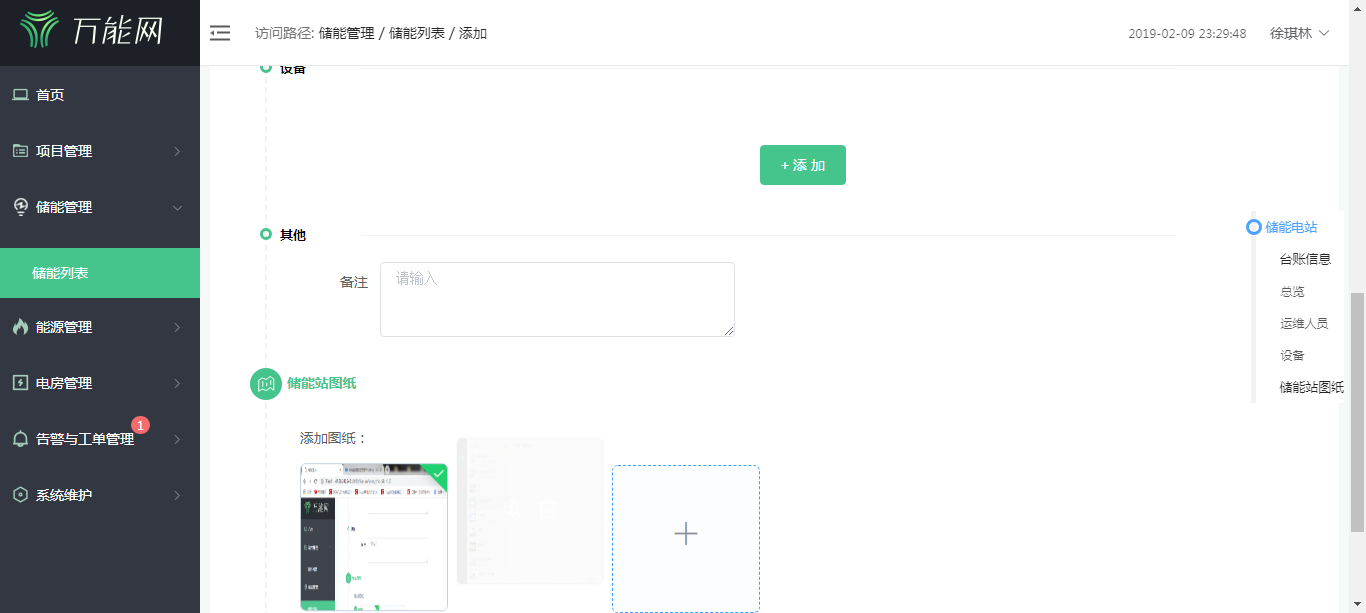 万能网
访问路径: 储能管理 / 储能列表 / 添加
2019-02-09 23:29:48
徐琪林
首页
项目管理
储能管理
储能列表
能源管理
电房管理
告警与工单管理
1
系统维护
设备
+ 添 加
其他
备注
请输入
储能站图纸
添加图纸：
万能网
储能电站
台账信息
总览
运维人员
设备
储能站图纸